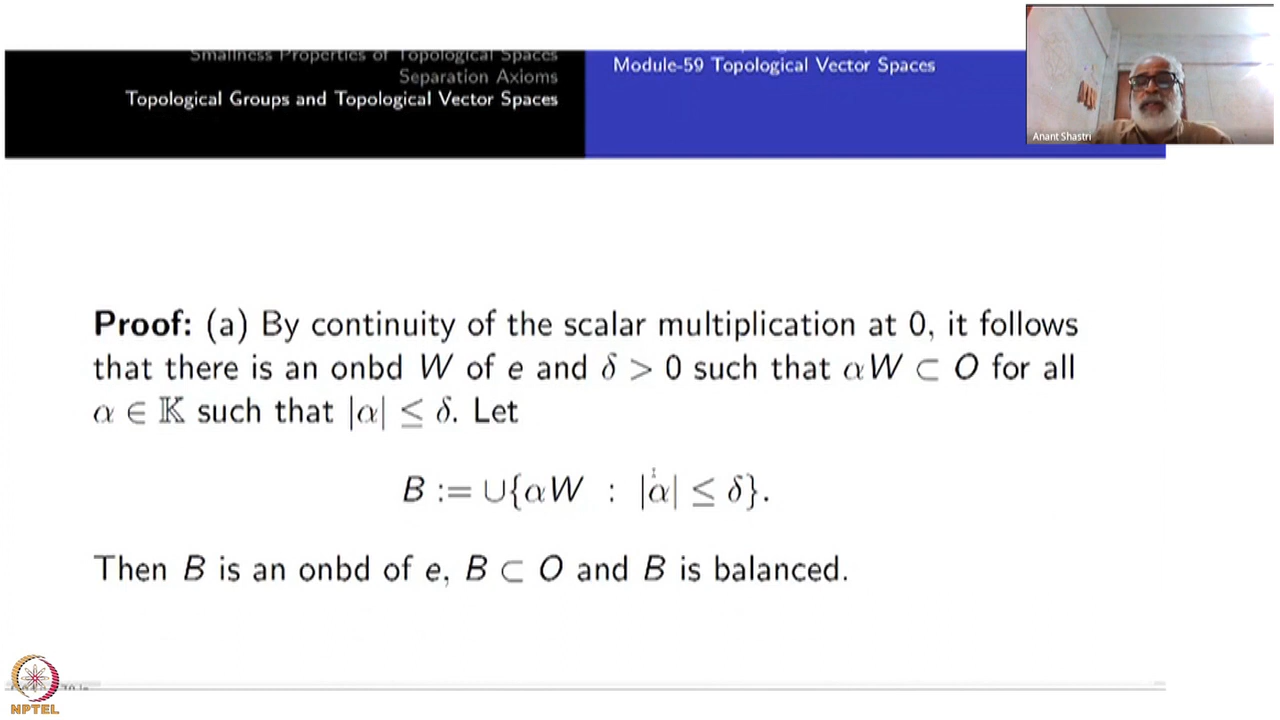 Smallness Properties of Topological Spaces
Separation Axioms
Topological Groups and Topological Vector Spaces
Module-59 Topological Vector Spaces
Anant Shastri
Proof: (a) By continuity of the scalar multiplication at 0, it follows
that there is an onbd W of e and δ > 0 such that αW ⊂ O for all
α ∈ 𝕂 such that |α| ≤ δ. Let
B := ∪{αW : |α| ≤ δ}.
Then B is an onbd of e, B ⊂ O and B is balanced.
NPTEL